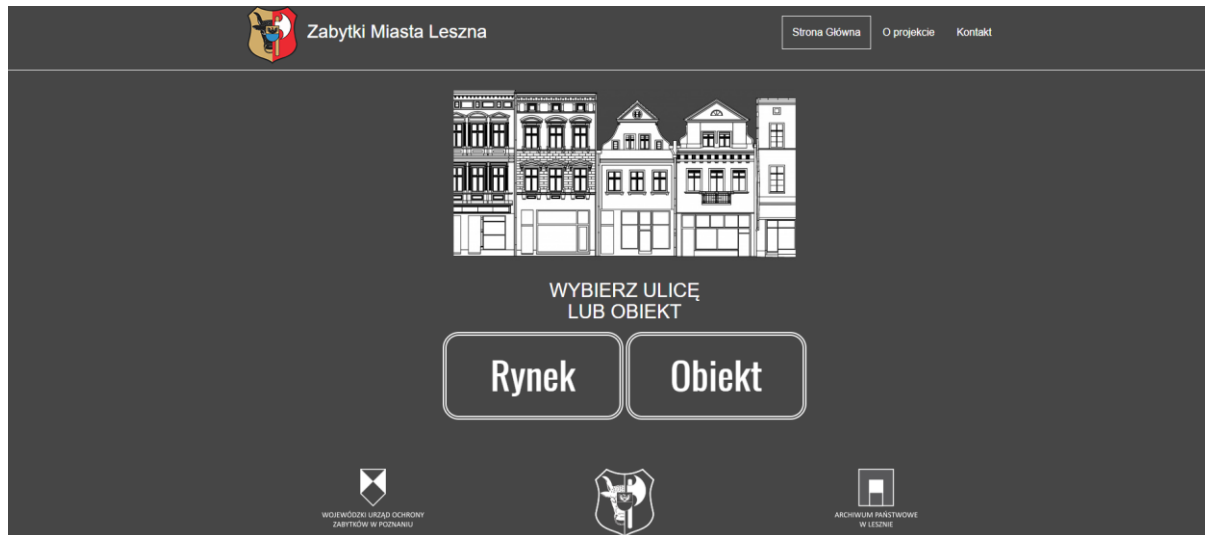 Zabytki Miasta Leszna
Strona Główna O projekcie Kontakt
WYBIERZ ULICĘ
LUB OBIEKT
Rynek Obiekt
WOJEWÓDZKI URZĄD OCHRONY
ZABYTKÓW W POZNANIU
ARCHIWUM PAŃSTWOWE
W LESZNIE